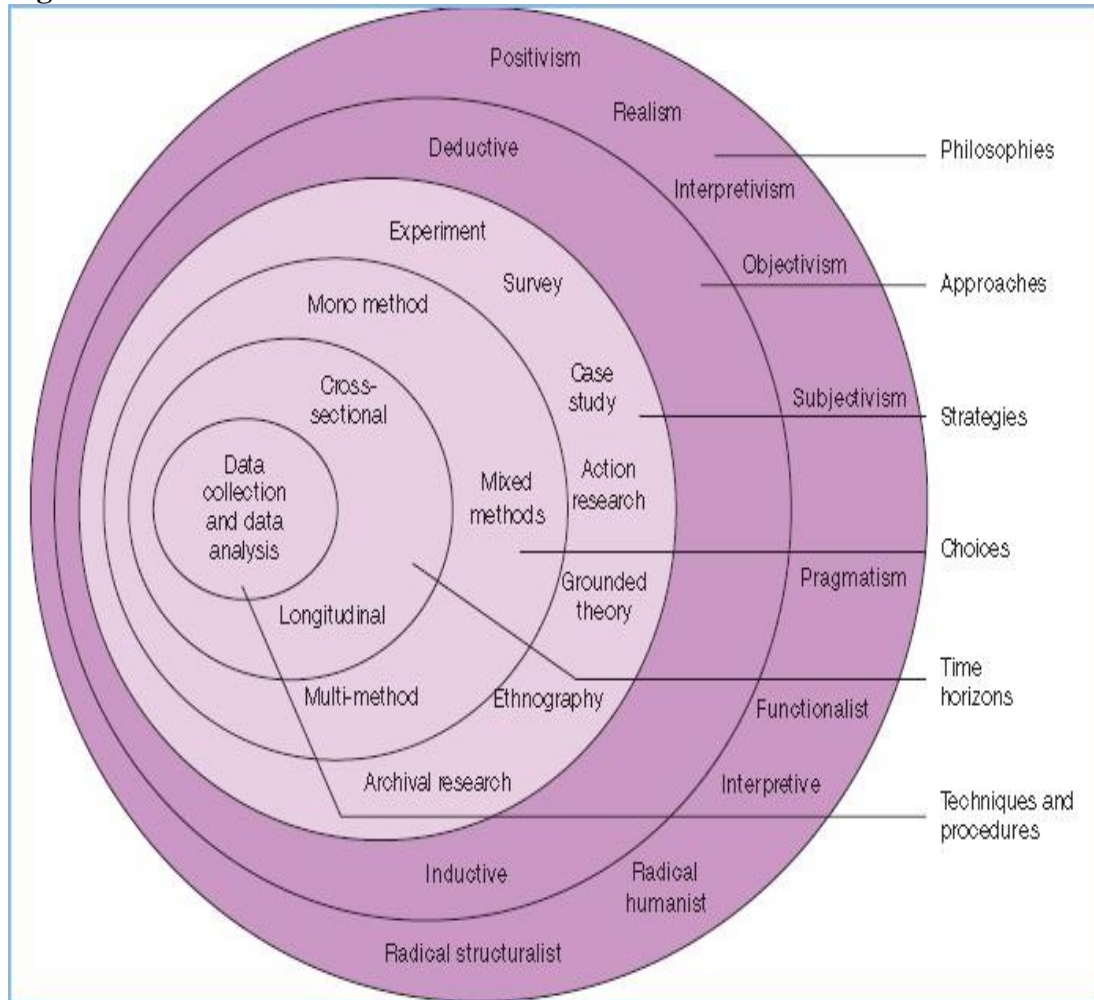 Positivism
Realism
Philosophies
Deductive
Interpretivism
Experiment
Objectivism
Survey
Approaches
Mono method
Case
study
Cross-
sectional
Subjectivism
Strategies
Data
collection
and data
analysis
Mixed
methods
Action
research
Choices
Grounded
theory
Pragmatism
Longitudinal
Time
horizons
Multi-method
Ethnography
Functionalist
Archival research
Interpretive
Techniques and
procedures
Inductive
Radical
humanist
Radical structuralist